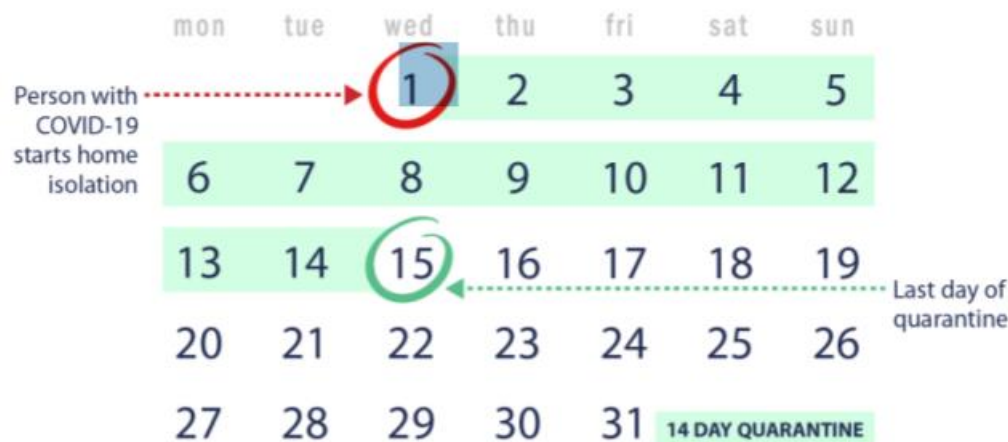 mon tue wed thu fri sat sun
1 2 3 4 5
Person with
COVID-19
starts home
isolation
6 7 8 9 10 11 12
13 14 15 16 17 18 19
Last day of
quarantine
20 21 22 23 24 25 26
27 28 29 30 31 14 DAY QUARANTINE